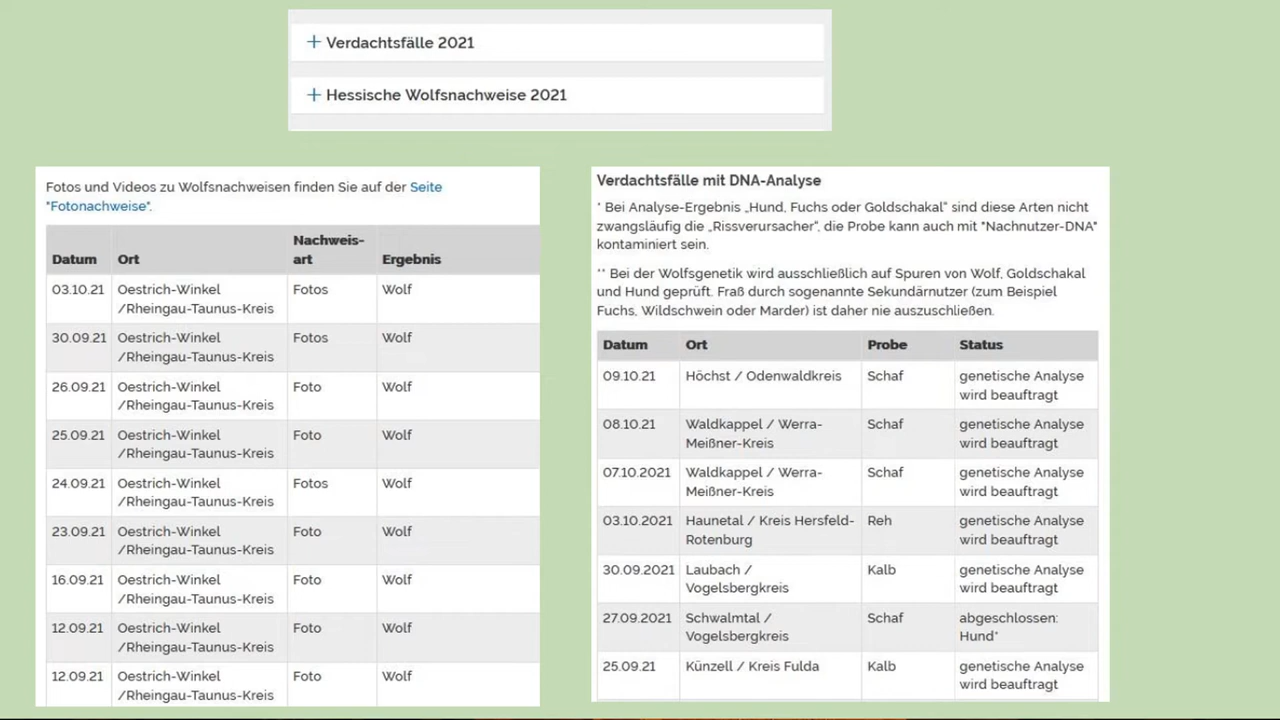 + Verdachtsfälle 2021
+ Hessische Wolfsnachweise 2021
Fotos und Videos zu Wolfsnachweisen finden Sie auf der Seite
"Fotonachweise".
Datum Ort Nachweis-art Ergebnis
03.10.21 Oestrich-Winkel /Rheingau-Taunus-Kreis Fotos Wolf
30.09.21 Oestrich-Winkel /Rheingau-Taunus-Kreis Fotos Wolf
26.09.21 Oestrich-Winkel /Rheingau-Taunus-Kreis Foto Wolf
25.09.21 Oestrich-Winkel /Rheingau-Taunus-Kreis Foto Wolf
24.09.21 Oestrich-Winkel /Rheingau-Taunus-Kreis Fotos Wolf
23.09.21 Oestrich-Winkel /Rheingau-Taunus-Kreis Foto Wolf
16.09.21 Oestrich-Winkel /Rheingau-Taunus-Kreis Foto Wolf
12.09.21 Oestrich-Winkel /Rheingau-Taunus-Kreis Foto Wolf
12.09.21 Oestrich-Winkel /Rheingau-Taunus-Kreis Foto Wolf
Verdachtsfälle mit DNA-Analyse
* Bei Analyse-Ergebnis „Hund, Fuchs oder Goldschakal“ sind diese Arten nicht
zwangsläufig die „Rissverursacher“, die Probe kann auch mit "Nachnutzer-DNA"
kontaminiert sein.
** Bei der Wolfsgenetik wird ausschließlich auf Spuren von Wolf, Goldschakal
und Hund geprüft. Fraß durch sogenannte Sekundärnutzer (zum Beispiel
Fuchs, Wildschwein oder Marder) ist daher nie auszuschließen.
Datum Ort Probe Status
09.10.21 Höchst / Odenwaldkreis Schaf genetische Analyse wird beauftragt
08.10.21 Waldkappel / Werra-Meißner-Kreis Schaf genetische Analyse wird beauftragt
07.10.2021 Waldkappel / Werra-Meißner-Kreis Schaf genetische Analyse wird beauftragt
03.10.2021 Haunetal / Kreis Hersfeld-Rotenburg Reh genetische Analyse wird beauftragt
30.09.2021 Laubach / Vogelsbergkreis Kalb genetische Analyse wird beauftragt
27.09.2021 Schwalmtal / Vogelsbergkreis Schaf abgeschlossen: Hund*
25.09.21 Künzell / Kreis Fulda Kalb genetische Analyse wird beauftragt